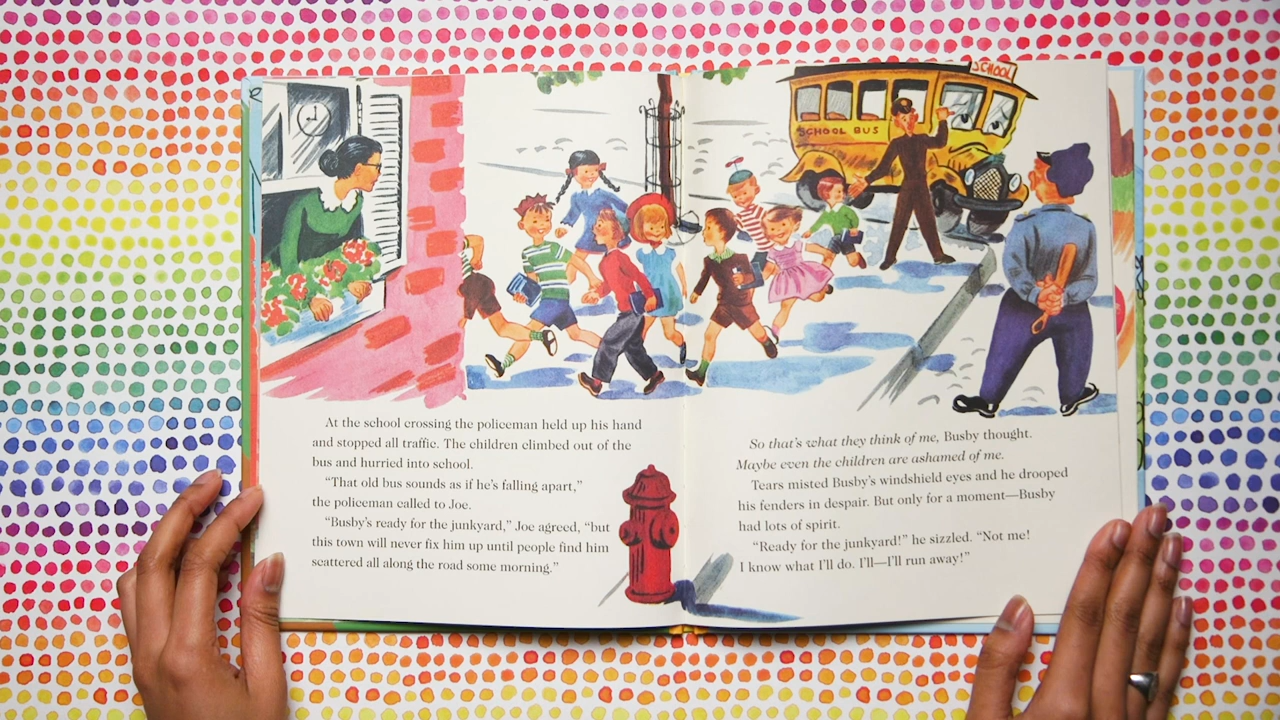 SCHOOL
SCHOOL BUS
At the school crossing the policeman held up his hand
and stopped all traffic. The children climbed out of the
bus and hurried into school.
“That old bus sounds as if he’s falling apart,”
the policeman called to Joe.
“Busby’s ready for the junkyard,” Joe agreed, “but
this town will never fix him up until people find him
scattered all along the road some morning.”
So that’s what they think of me, Busby thought.
Maybe even the children are ashamed of me.
Tears misted Busby’s windshield eyes and he drooped
his fenders in despair. But only for a moment—Busby
had lots of spirit.
“Ready for the junkyard!” he sizzled. “Not me!
I know what I’ll do. I’ll—I’ll run away!”